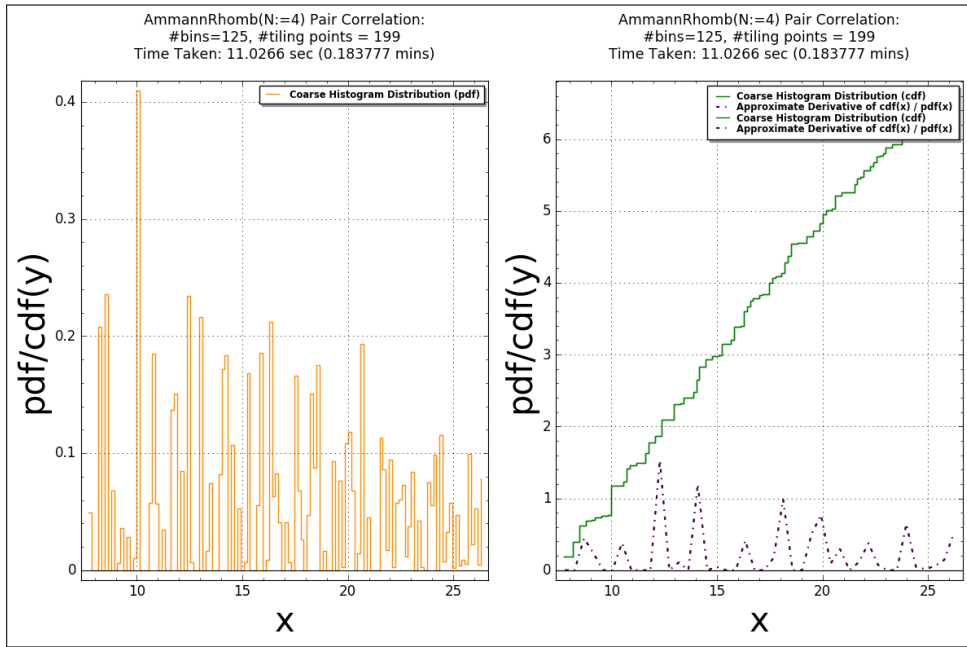 AmmannRhomb(N:=4) Pair Correlation:
#bins=125, #tiling points = 199
Time Taken: 11.0266 sec (0.183777 mins)
Coarse Histogram Distribution (pdf)
0.4
0.3
0.2
0.1
0
10
15
20
25
pdf/cdf(y)
x
AmmannRhomb(N:=4) Pair Correlation:
#bins=125, #tiling points = 199
Time Taken: 11.0266 sec (0.183777 mins)
Coarse Histogram Distribution (cdf)
Approximate Derivative of cdf(x) / pdf(x)
Coarse Histogram Distribution (cdf)
Approximate Derivative of cdf(x) / pdf(x)
6
5
4
3
2
1
0
10
15
20
25
pdf/cdf(y)
x